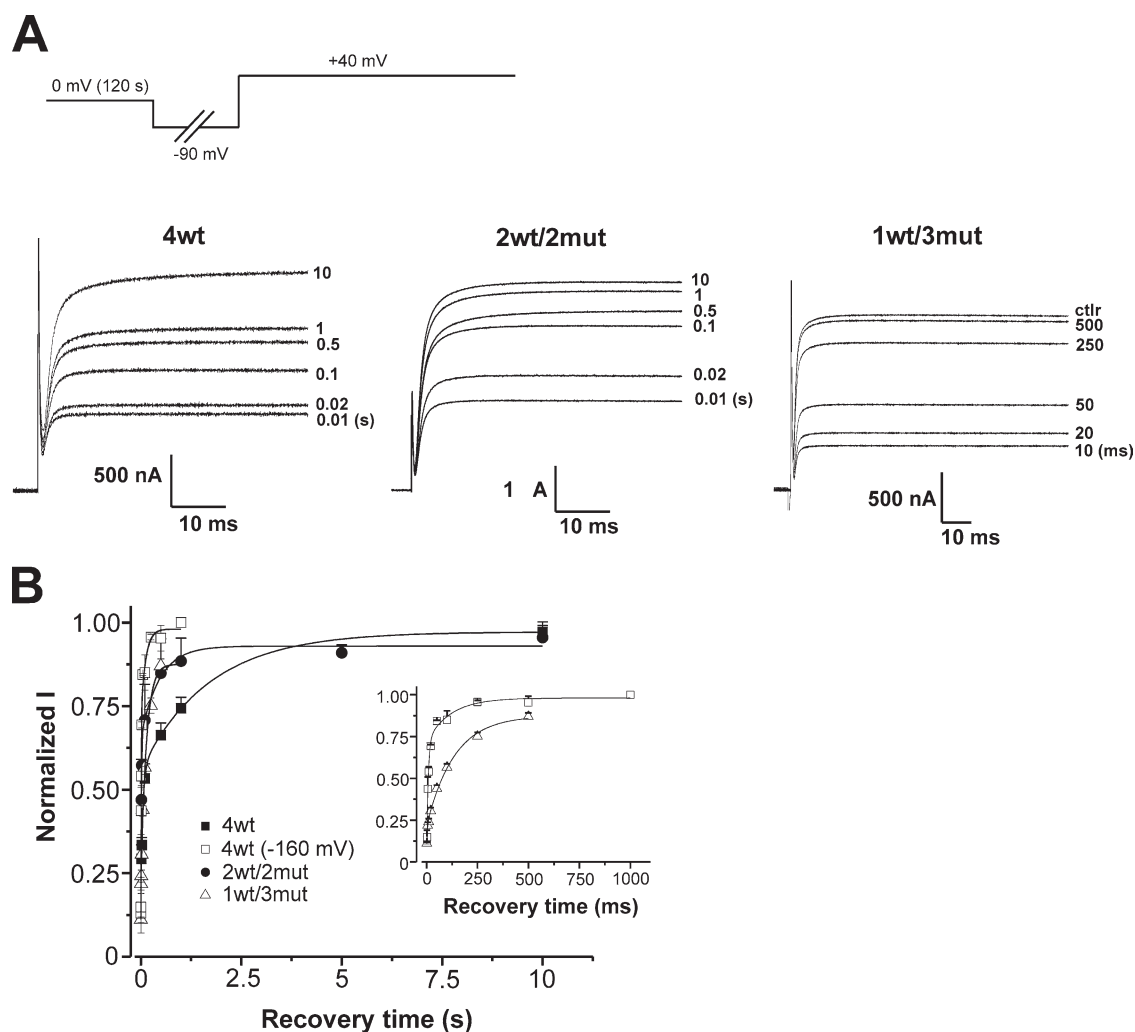 A
0 mV (120 s)
+40 mV
-90 mV
4wt
2wt/2mut
1wt/3mut
10
1
0.5
0.1
0.02
0.01 (s)
500 nA
10 ms
10
1
0.5
0.1
0.02
0.01 (s)
1 A
10 ms
ctlr
500
250
50
20
10 (ms)
500 nA
10 ms
B
Normalized I
1.00
0.75
0.50
0.25
0
0
2.5
5
7.5
10
Recovery time (s)
4wt
4wt (-160 mV)
2wt/2mut
1wt/3mut
1.00
0.75
0.50
0.25
0
0
250
500
750
1000
Recovery time (ms)